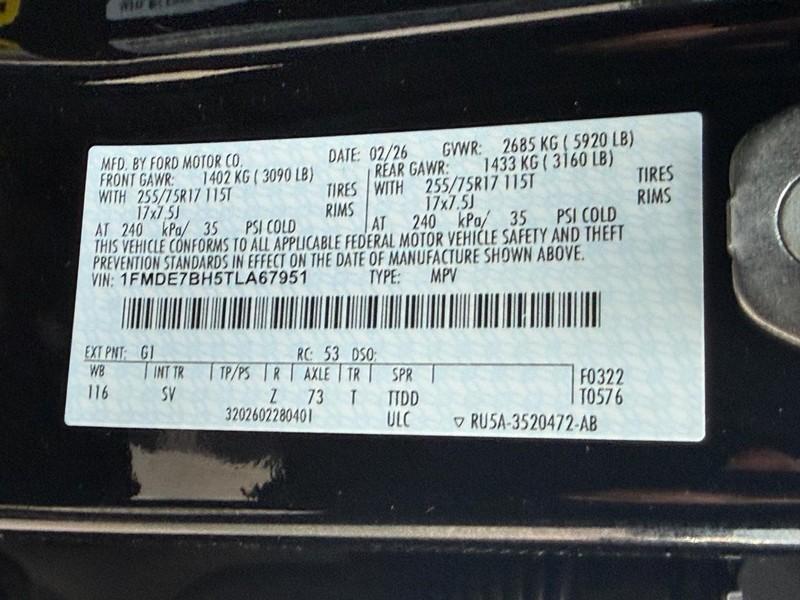 MFD. BY FORD MOTOR CO. DATE: 02/26 GVWR: 2685 KG ( 5920 LB)
FRONT GAWR: 1402 KG ( 3090 LB) REAR GAWR: 1433 KG ( 3160 LB)
WITH 255/75R17 115T TIRES WITH 255/75R17 115T TIRES
17x7.5J RIMS 17x7.5J RIMS
AT 240 kPa/ 35 PSI COLD AT 240 kPa/ 35 PSI COLD
THIS VEHICLE CONFORMS TO ALL APPLICABLE FEDERAL MOTOR VEHICLE SAFETY AND THEFT
PREVENTION STANDARDS IN EFFECT ON THE DATE OF MANUFACTURE SHOWN ABOVE.
VIN: 1FMDE7BH5TLA67951 TYPE: MPV
EXT PNT: G1 RC: 53 DSO:
WB INT TR TP/PS R AXLE TR SPR F0322
116 SV Z 73 T TTDD T0576
3202602280401 ULC ▽ RU5A-3520472-AB